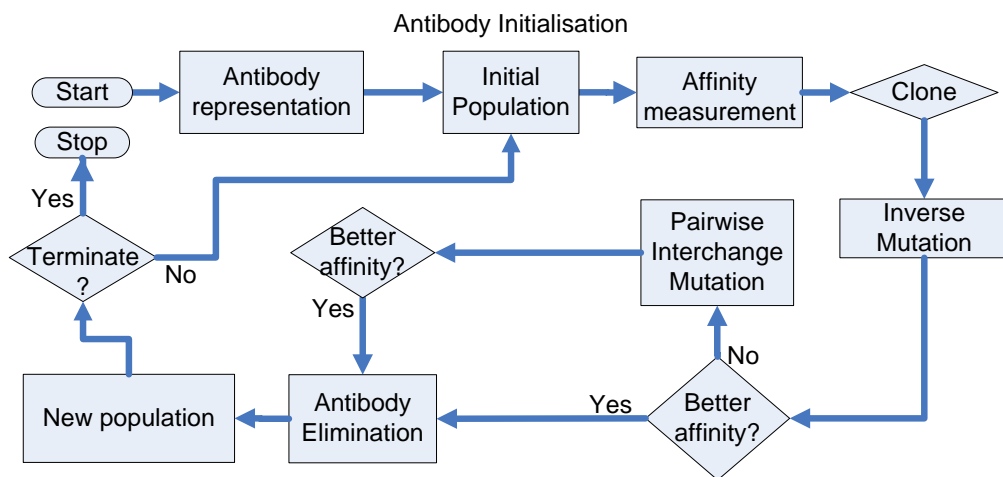 Antibody Initialisation
Start
Antibody
representation
Initial
Population
Affinity
measurement
Clone
Stop
Yes
Terminate
?
No
Better
affinity?
Yes
Pairwise
Interchange
Mutation
Inverse
Mutation
No
New population
Antibody
Elimination
Yes
Better
affinity?